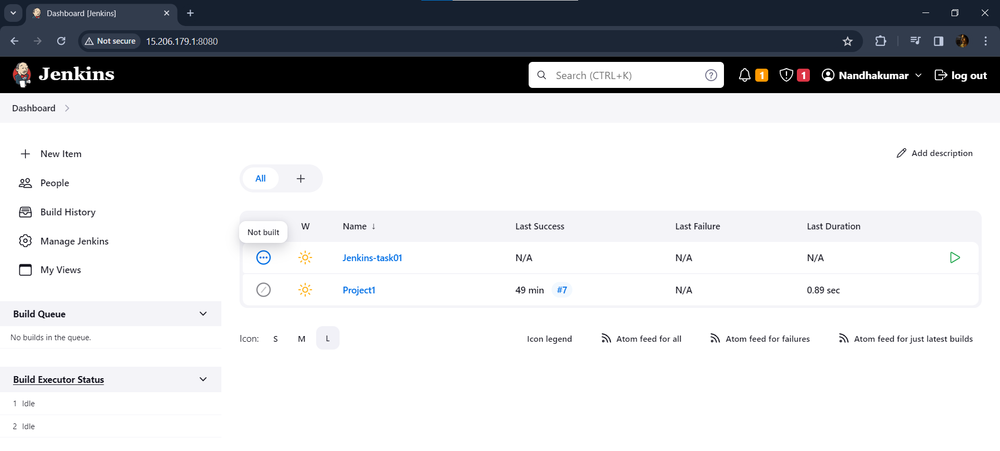 Dashboard [Jenkins]
Not secure 15.206.179.1:8080
Jenkins
Search (CTRL+K)
1
1
Nandhakumar
log out
Dashboard
New Item
People
Build History
Manage Jenkins
My Views
Build Queue
No builds in the queue.
Build Executor Status
1 Idle
2 Idle
Add description
All
Not built
W Name ↓ Last Success Last Failure Last Duration
Jenkins-task01 N/A N/A N/A
Project1 49 min #7 N/A 0.89 sec
Icon: S M L
Icon legend
Atom feed for all
Atom feed for failures
Atom feed for just latest builds